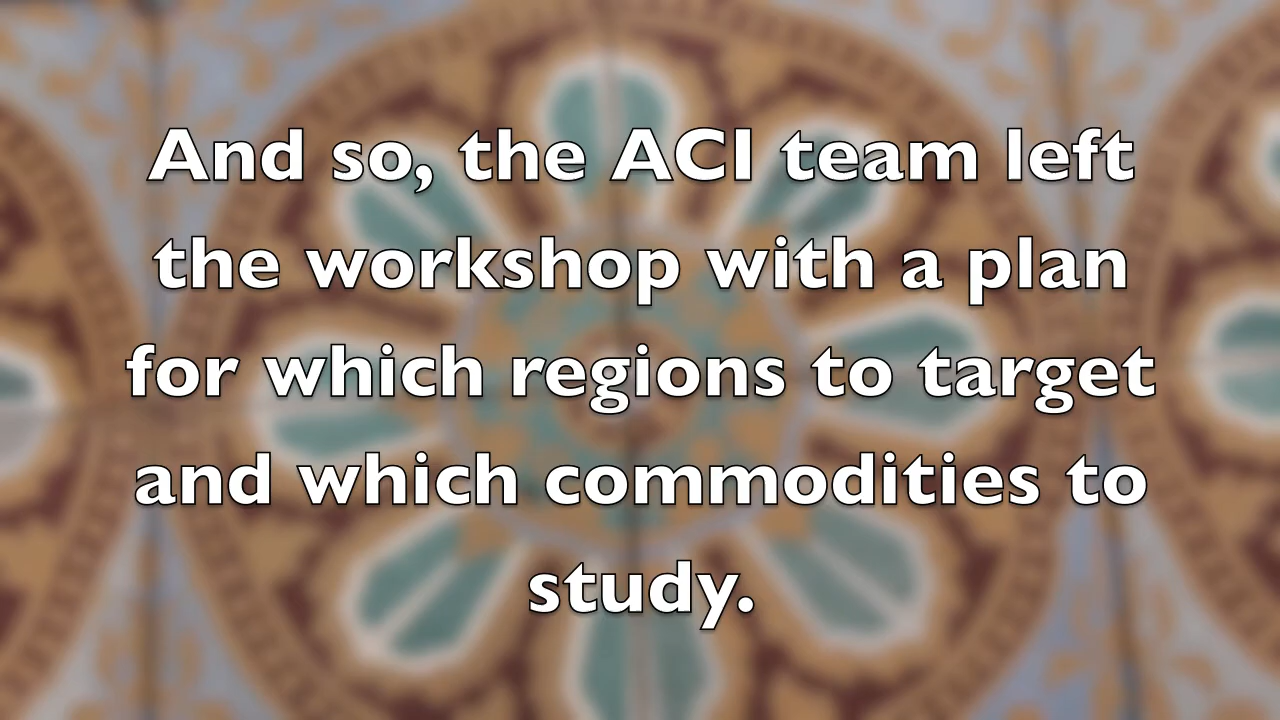 And so, the ACI team left
the workshop with a plan
for which regions to target
and which commodities to
study.